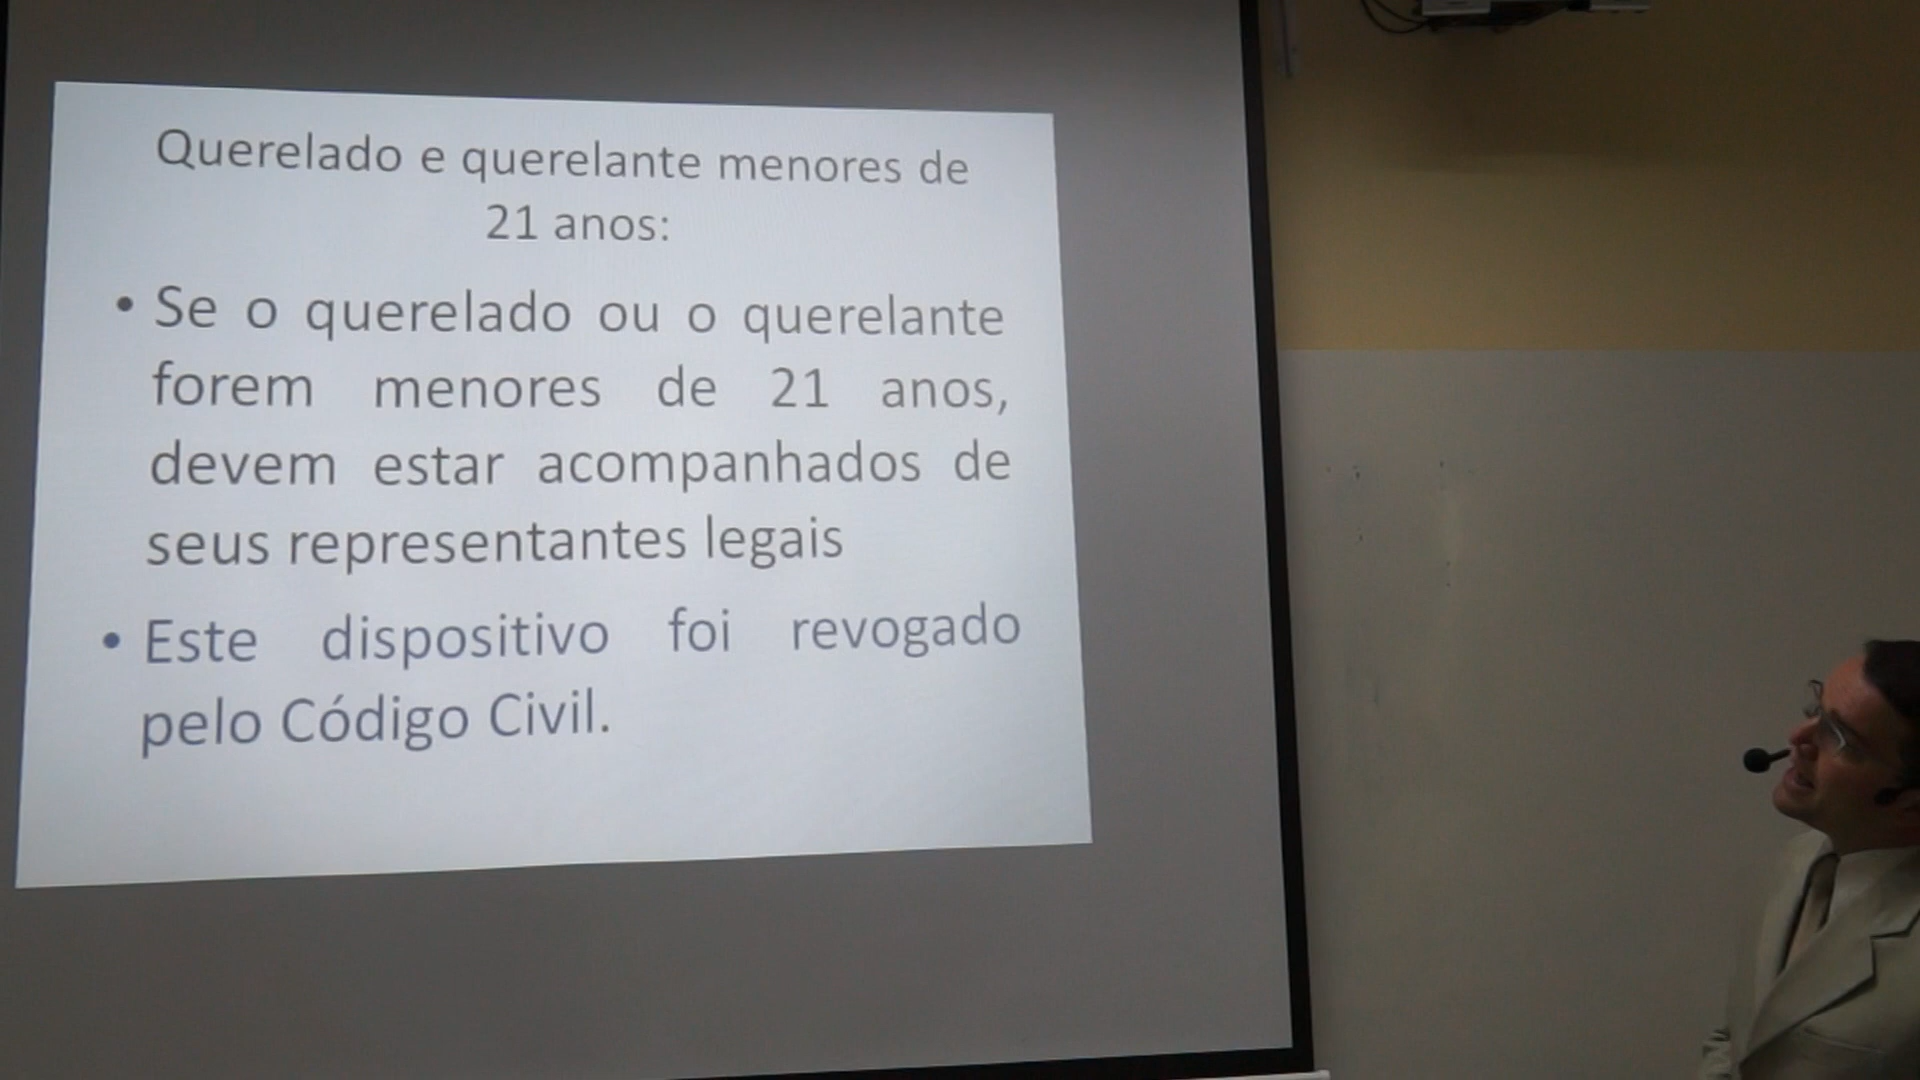 Querelado e querelante menores de
21 anos:
• Se o querelado ou o querelante
forem menores de 21 anos,
devem estar acompanhados de
seus representantes legais
• Este dispositivo foi revogado
pelo Código Civil.